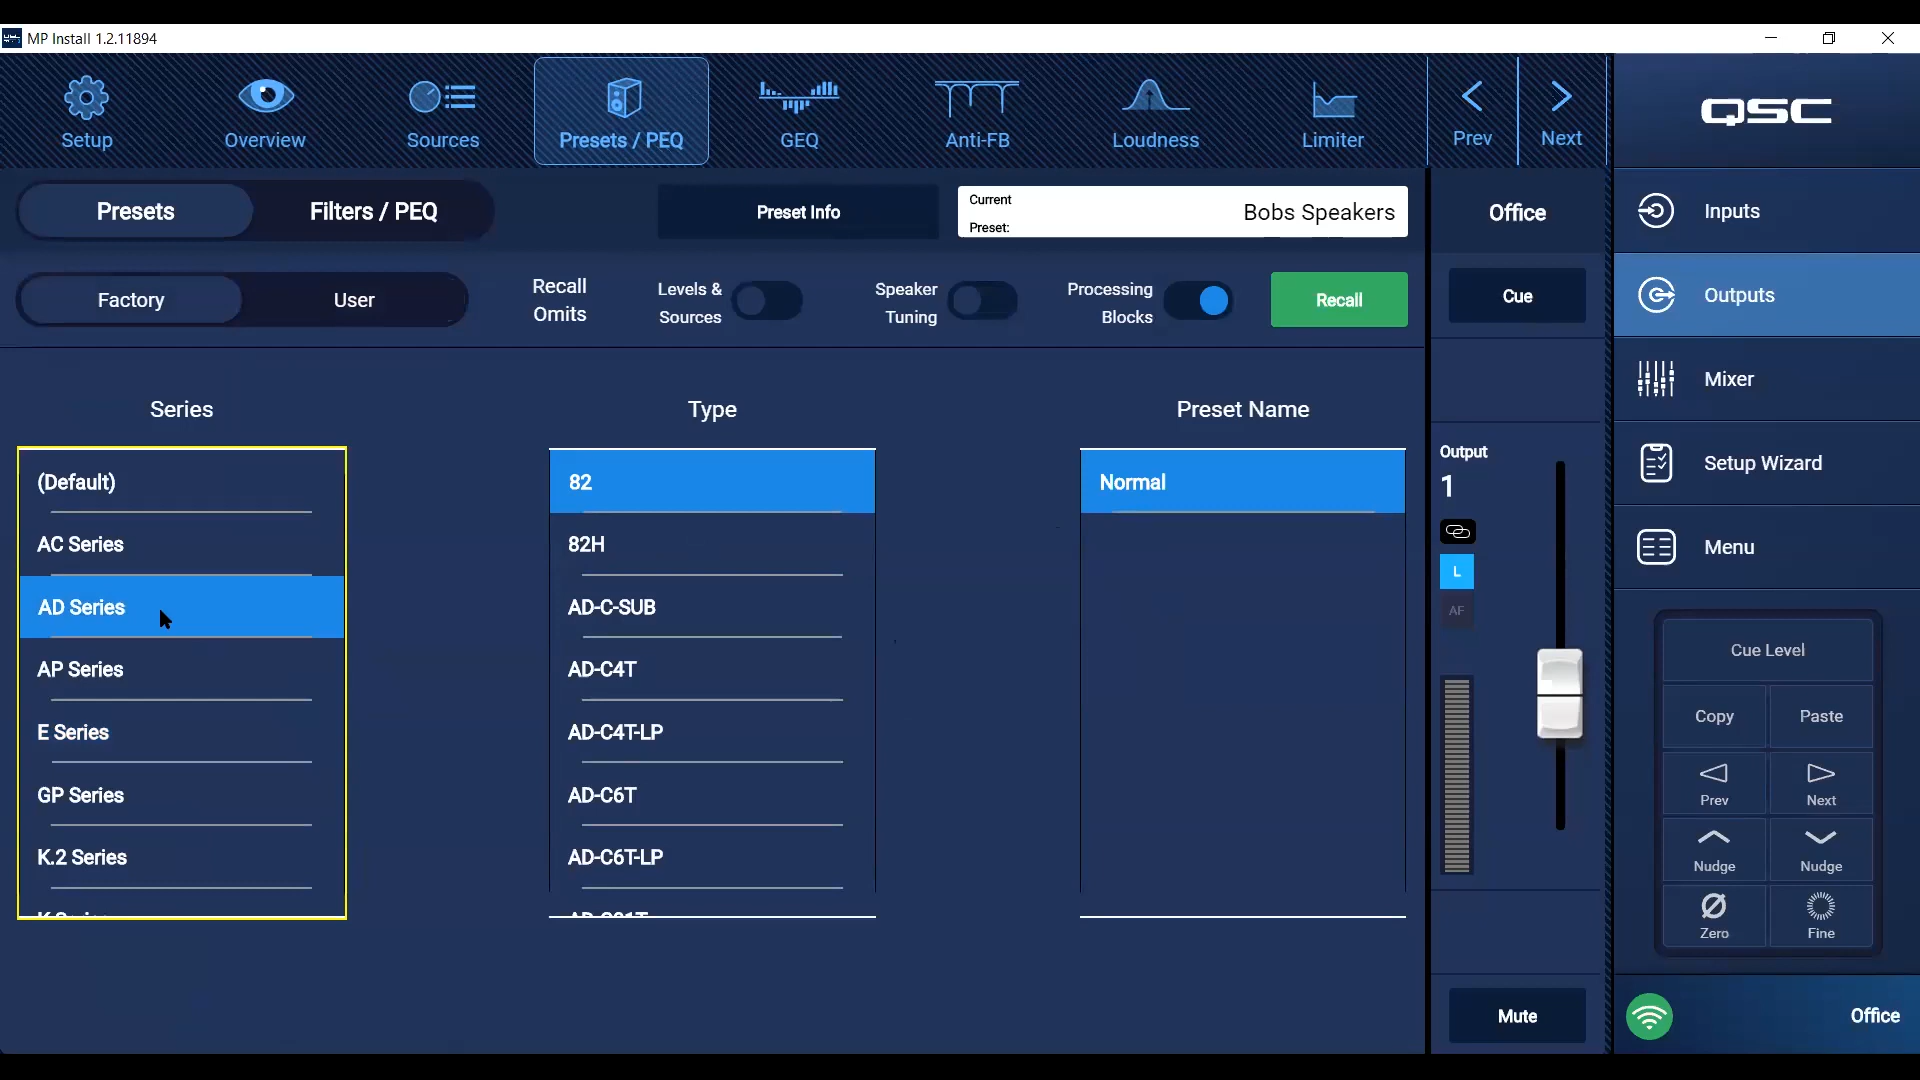 MP Install 1.2.11894
Setup
Overview
Sources
Presets / PEQ
GEQ
Anti-FB
Loudness
Limiter
Prev
Next
QSC
Presets
Filters / PEQ
Preset Info
Current
Preset:
Bobs Speakers
Office
Inputs
Factory
User
Recall
Omits
Levels &
Sources
Speaker
Tuning
Processing
Blocks
Recall
Cue
Outputs
Mixer
Setup Wizard
Menu
Series
Type
Preset Name
(Default)
AC Series
AD Series
AP Series
E Series
GP Series
K.2 Series
82
82H
AD-C-SUB
AD-C4T
AD-C4T-LP
AD-C6T
AD-C6T-LP
Normal
Output
1
L
AF
Mute
Cue Level
Copy
Paste
Prev
Next
Nudge
Nudge
Zero
Fine
Office